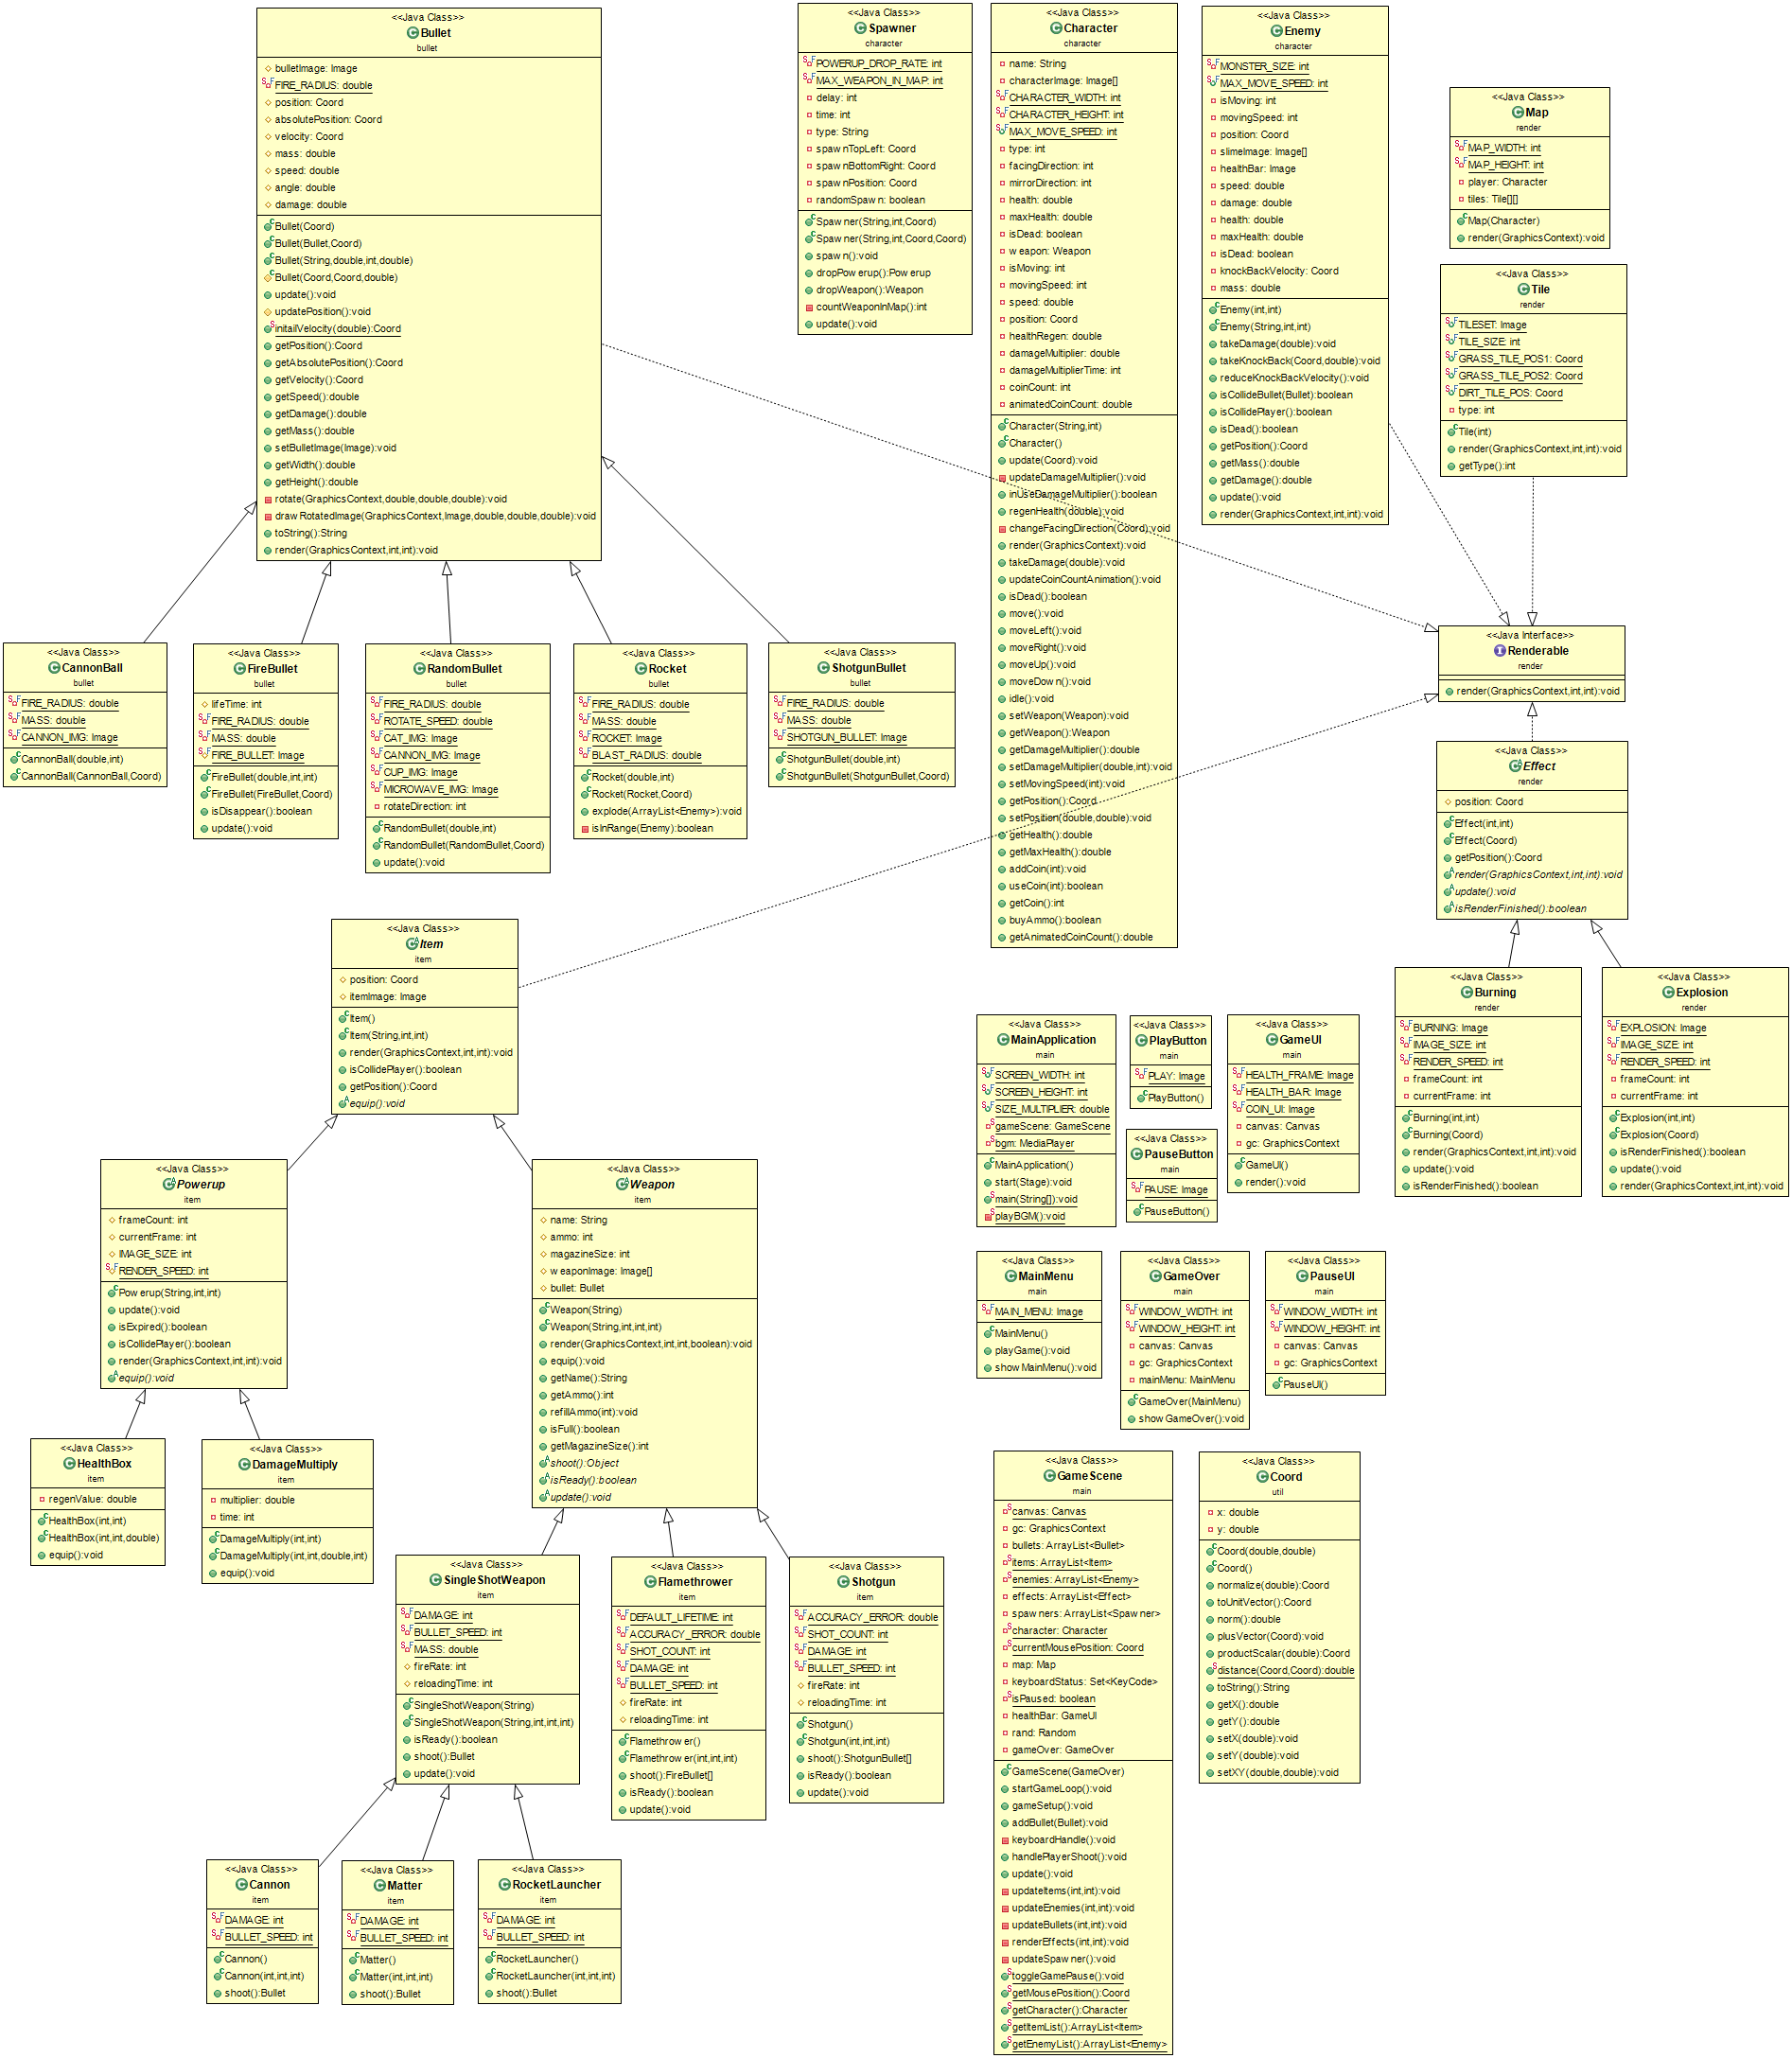 <<Java Class>>
Bullet
bullet
bulletImage: Image
FIRE_RADIUS: double
position: Coord
absolutePosition: Coord
velocity: Coord
mass: double
speed: double
angle: double
damage: double
Bullet(Coord)
Bullet(Bullet,Coord)
Bullet(String,double,int,double)
Bullet(Coord,Coord,double)
update():void
updatePosition():void
initailVelocity(double):Coord
getPosition():Coord
getAbsolutePosition():Coord
getVelocity():Coord
getSpeed():double
getDamage():double
getMass():double
setBulletImage(Image):void
getWidth():double
getHeight():double
rotate(GraphicsContext,double,double,double):void
drawRotatedImage(GraphicsContext,Image,double,double,double):void
toString():String
render(GraphicsContext,int,int):void
<<Java Class>>
Spawner
character
POWERUP_DROP_RATE: int
MAX_WEAPON_IN_MAP: int
delay: int
time: int
type: String
spawnTopLeft: Coord
spawnBottomRight: Coord
spawnPosition: Coord
randomSpawn: boolean
Spawner(String,int,Coord)
Spawner(String,int,Coord,Coord)
spawn():void
dropPowerup():Powerup
dropWeapon():Weapon
countWeaponInMap():int
update():void
<<Java Class>>
Character
character
name: String
characterImage: Image[]
CHARACTER_WIDTH: int
CHARACTER_HEIGHT: int
MAX_MOVE_SPEED: int
type: int
facingDirection: int
mirrorDirection: int
health: double
maxHealth: double
isDead: boolean
weapon: Weapon
isMoving: int
movingSpeed: int
speed: double
position: Coord
healthRegen: double
damageMultiplier: double
damageMultiplierTime: int
coinCount: int
animatedCoinCount: double
Character(String,int)
Character()
update(Coord):void
updateDamageMultiplier():void
inUseDamageMultiplier():boolean
regenHealth(double):void
changeFacingDirection(Coord):void
render(GraphicsContext):void
takeDamage(double):void
updateCoinCountAnimation():void
isDead():boolean
move():void
moveLeft():void
moveRight():void
moveUp():void
moveDown():void
idle():void
setWeapon(Weapon):void
getWeapon():Weapon
getDamageMultiplier():double
setDamageMultiplier(double,int):void
setMovingSpeed(int):void
getPosition():Coord
setPosition(double,double):void
getHealth():double
getMaxHealth():double
addCoin(int):void
useCoin(int):boolean
getCoin():int
buyAmmo():boolean
getAnimatedCoinCount():double
<<Java Class>>
Enemy
character
MONSTER_SIZE: int
MAX_MOVE_SPEED: int
isMoving: int
movingSpeed: int
position: Coord
slimeImage: Image[]
healthBar: Image
speed: double
damage: double
health: double
maxHealth: double
isDead: boolean
knockBackVelocity: Coord
mass: double
Enemy(int,int)
Enemy(String,int,int)
takeDamage(double):void
takeKnockBack(Coord,double):void
reduceKnockBackVelocity():void
isCollideBullet(Bullet):boolean
isCollidePlayer():boolean
isDead():boolean
getPosition():Coord
getMass():double
getDamage():double
update():void
render(GraphicsContext,int,int):void
<<Java Class>>
Map
render
MAP_WIDTH: int
MAP_HEIGHT: int
player: Character
tiles: Tile[][]
Map(Character)
render(GraphicsContext):void
<<Java Class>>
Tile
render
TILESET: Image
TILE_SIZE: int
GRASS_TILE_POS1: Coord
GRASS_TILE_POS2: Coord
DIRT_TILE_POS: Coord
type: int
Tile(int)
render(GraphicsContext,int,int):void
getType():int
<<Java Interface>>
Renderable
render
render(GraphicsContext,int,int):void
<<Java Class>>
CannonBall
bullet
FIRE_RADIUS: double
MASS: double
CANNON_IMG: Image
CannonBall(double,int)
CannonBall(CannonBall,Coord)
<<Java Class>>
FireBullet
bullet
lifeTime: int
FIRE_RADIUS: double
MASS: double
FIRE_BULLET: Image
FireBullet(double,int,int)
FireBullet(FireBullet,Coord)
isDisappear():boolean
update():void
<<Java Class>>
RandomBullet
bullet
FIRE_RADIUS: double
ROTATE_SPEED: double
CAT_IMG: Image
CANNON_IMG: Image
CUP_IMG: Image
MICROWAVE_IMG: Image
rotateDirection: int
RandomBullet(double,int)
RandomBullet(RandomBullet,Coord)
update():void
<<Java Class>>
Rocket
bullet
FIRE_RADIUS: double
MASS: double
ROCKET: Image
BLAST_RADIUS: double
Rocket(double,int)
Rocket(Rocket,Coord)
explode(ArrayList<Enemy>):void
isInRange(Enemy):boolean
<<Java Class>>
ShotgunBullet
bullet
FIRE_RADIUS: double
MASS: double
SHOTGUN_BULLET: Image
ShotgunBullet(double,int)
ShotgunBullet(ShotgunBullet,Coord)
<<Java Class>>
Effect
render
position: Coord
Effect(int,int)
Effect(Coord)
getPosition():Coord
render(GraphicsContext,int,int):void
update():void
isRenderFinished():boolean
<<Java Class>>
Item
item
position: Coord
itemImage: Image
Item()
Item(String,int,int)
render(GraphicsContext,int,int):void
isCollidePlayer():boolean
getPosition():Coord
equip():void
<<Java Class>>
Burning
render
BURNING: Image
IMAGE_SIZE: int
RENDER_SPEED: int
frameCount: int
currentFrame: int
Burning(int,int)
Burning(Coord)
render(GraphicsContext,int,int):void
update():void
isRenderFinished():boolean
<<Java Class>>
Explosion
render
EXPLOSION: Image
IMAGE_SIZE: int
RENDER_SPEED: int
frameCount: int
currentFrame: int
Explosion(int,int)
Explosion(Coord)
isRenderFinished():boolean
update():void
render(GraphicsContext,int,int):void
<<Java Class>>
MainApplication
main
SCREEN_WIDTH: int
SCREEN_HEIGHT: int
SIZE_MULTIPLIER: double
gameScene: GameScene
bgm: MediaPlayer
MainApplication()
start(Stage):void
main(String[]):void
playBGM():void
<<Java Class>>
PlayButton
main
PLAY: Image
PlayButton()
<<Java Class>>
PauseButton
main
PAUSE: Image
PauseButton()
<<Java Class>>
GameUI
main
HEALTH_FRAME: Image
HEALTH_BAR: Image
COIN_UI: Image
canvas: Canvas
gc: GraphicsContext
GameUI()
render():void
<<Java Class>>
Powerup
item
frameCount: int
currentFrame: int
IMAGE_SIZE: int
RENDER_SPEED: int
Powerup(String,int,int)
update():void
isExpired():boolean
isCollidePlayer():boolean
render(GraphicsContext,int,int):void
equip():void
<<Java Class>>
Weapon
item
name: String
ammo: int
magazineSize: int
weaponImage: Image[]
bullet: Bullet
Weapon(String)
Weapon(String,int,int,int)
render(GraphicsContext,int,int,boolean):void
equip():void
getName():String
getAmmo():int
refillAmmo(int):void
isFull():boolean
getMagazineSize():int
shoot():Object
isReady():boolean
update():void
<<Java Class>>
MainMenu
main
MAIN_MENU: Image
MainMenu()
playGame():void
showMainMenu():void
<<Java Class>>
GameOver
main
WINDOW_WIDTH: int
WINDOW_HEIGHT: int
canvas: Canvas
gc: GraphicsContext
mainMenu: MainMenu
GameOver(MainMenu)
showGameOver():void
<<Java Class>>
PauseUI
main
WINDOW_WIDTH: int
WINDOW_HEIGHT: int
canvas: Canvas
gc: GraphicsContext
PauseUI()
<<Java Class>>
HealthBox
item
regenValue: double
HealthBox(int,int)
HealthBox(int,int,double)
equip():void
<<Java Class>>
DamageMultiply
item
multiplier: double
time: int
DamageMultiply(int,int)
DamageMultiply(int,int,double,int)
equip():void
<<Java Class>>
SingleShotWeapon
item
DAMAGE: int
BULLET_SPEED: int
MASS: double
fireRate: int
reloadingTime: int
SingleShotWeapon(String)
SingleShotWeapon(String,int,int,int)
isReady():boolean
shoot():Bullet
update():void
<<Java Class>>
Flamethrower
item
DEFAULT_LIFETIME: int
ACCURACY_ERROR: double
SHOT_COUNT: int
DAMAGE: int
BULLET_SPEED: int
fireRate: int
reloadingTime: int
Flamethrower()
Flamethrower(int,int,int)
shoot():FireBullet[]
isReady():boolean
update():void
<<Java Class>>
Shotgun
item
ACCURACY_ERROR: double
SHOT_COUNT: int
DAMAGE: int
BULLET_SPEED: int
fireRate: int
reloadingTime: int
Shotgun()
Shotgun(int,int,int)
shoot():ShotgunBullet[]
isReady():boolean
update():void
<<Java Class>>
GameScene
main
canvas: Canvas
gc: GraphicsContext
bullets: ArrayList<Bullet>
items: ArrayList<Item>
enemies: ArrayList<Enemy>
effects: ArrayList<Effect>
spawners: ArrayList<Spawner>
character: Character
currentMousePosition: Coord
map: Map
keyboardStatus: Set<KeyCode>
isPaused: boolean
healthBar: GameUI
rand: Random
gameOver: GameOver
GameScene(GameOver)
startGameLoop():void
gameSetup():void
addBullet(Bullet):void
keyboardHandle():void
handlePlayerShoot():void
update():void
updateItems(int,int):void
updateEnemies(int,int):void
updateBullets(int,int):void
renderEffects(int,int):void
updateSpawner():void
toggleGamePause():void
getMousePosition():Coord
getCharacter():Character
getItemList():ArrayList<Item>
getEnemyList():ArrayList<Enemy>
<<Java Class>>
Coord
util
x: double
y: double
Coord(double,double)
Coord()
normalize(double):Coord
toUnitVector():Coord
norm():double
plusVector(Coord):void
productScalar(double):Coord
distance(Coord,Coord):double
toString():String
getX():double
getY():double
setX(double):void
setY(double):void
setXY(double,double):void
<<Java Class>>
Cannon
item
DAMAGE: int
BULLET_SPEED: int
Cannon()
Cannon(int,int,int)
shoot():Bullet
<<Java Class>>
Matter
item
DAMAGE: int
BULLET_SPEED: int
Matter()
Matter(int,int,int)
shoot():Bullet
<<Java Class>>
RocketLauncher
item
DAMAGE: int
BULLET_SPEED: int
RocketLauncher()
RocketLauncher(int,int,int)
shoot():Bullet